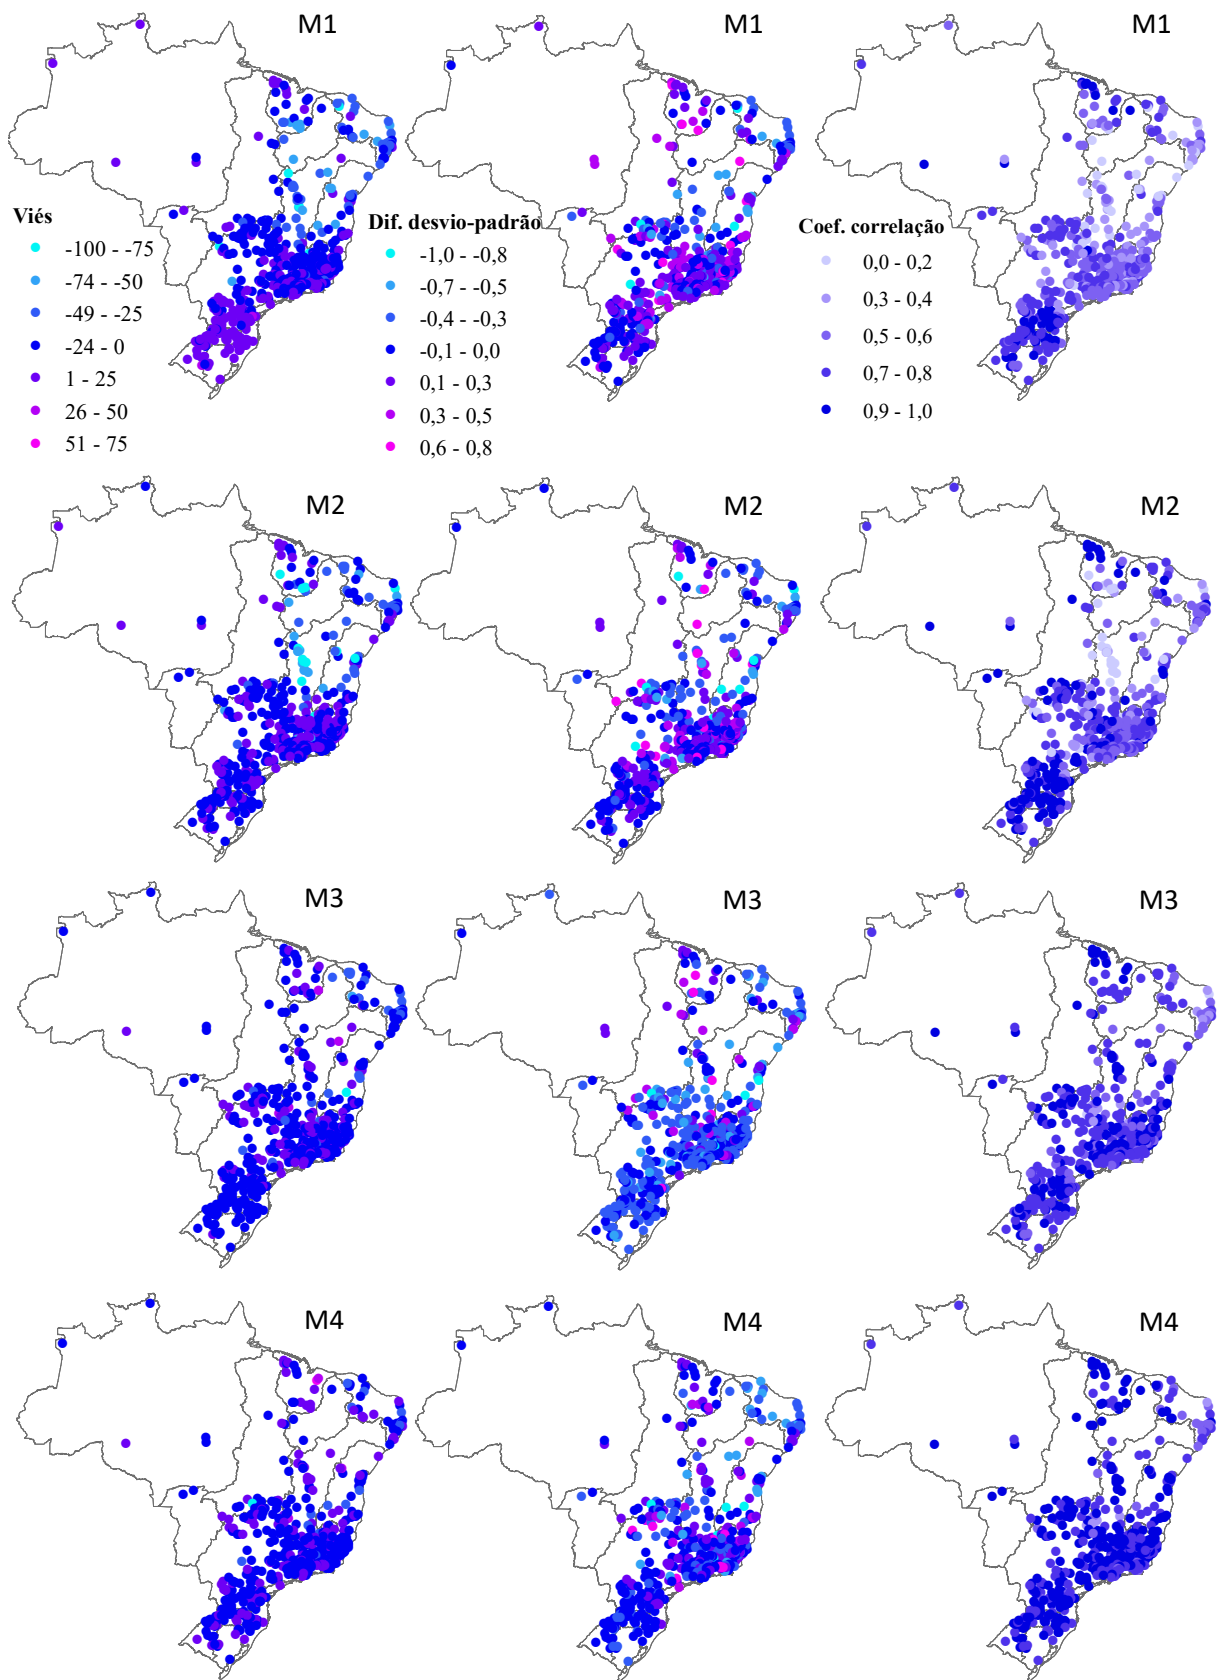 M1
M1
M1
Viés
-100 - -75
-74 - -50
-49 - -25
-24 - 0
1 - 25
26 - 50
51 - 75
Dif. desvio-padrão
-1,0 - -0,8
-0,7 - -0,5
-0,4 - -0,3
-0,1 - 0,0
0,1 - 0,3
0,3 - 0,5
0,6 - 0,8
Coef. correlação
0,0 - 0,2
0,3 - 0,4
0,5 - 0,6
0,7 - 0,8
0,9 - 1,0
M2
M2
M2
M3
M3
M3
M4
M4
M4